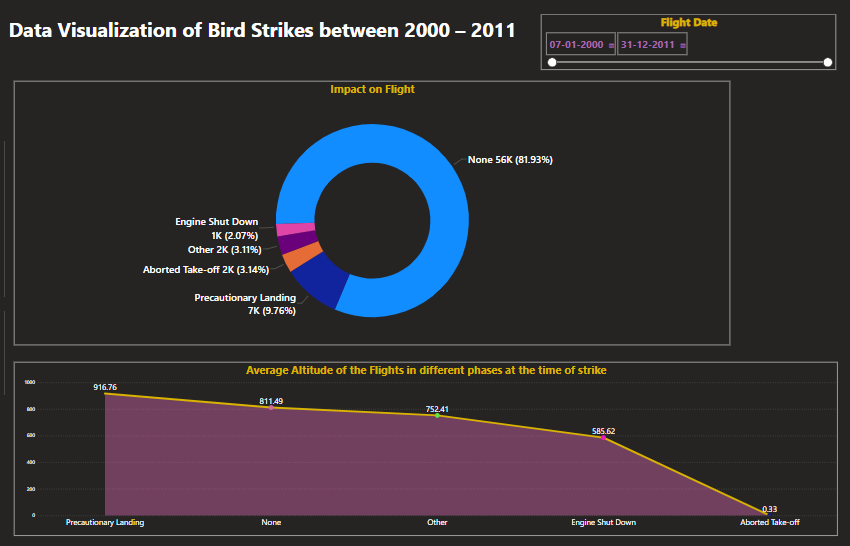 Data Visualization of Bird Strikes between 2000 – 2011
Flight Date
07-01-2000
31-12-2011
Impact on Flight
None 56K (81.93%)
Engine Shut Down
1K (2.07%)
Other 2K (3.11%)
Aborted Take-off 2K (3.14%)
Precautionary Landing
7K (9.76%)
Average Altitude of the Flights in different phases at the time of strike
1000
800
600
400
200
0
916.76
811.49
752.41
585.62
0.33
Precautionary Landing
None
Other
Engine Shut Down
Aborted Take-off